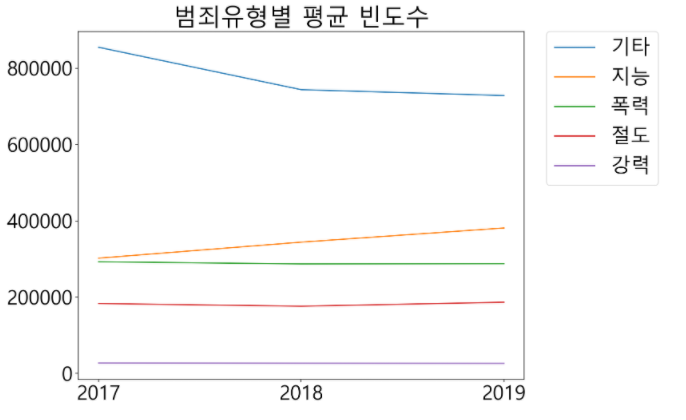 범죄유형별 평균 빈도수
800000
600000
400000
200000
0
2017 2018 2019
기타
지능
폭력
절도
강력